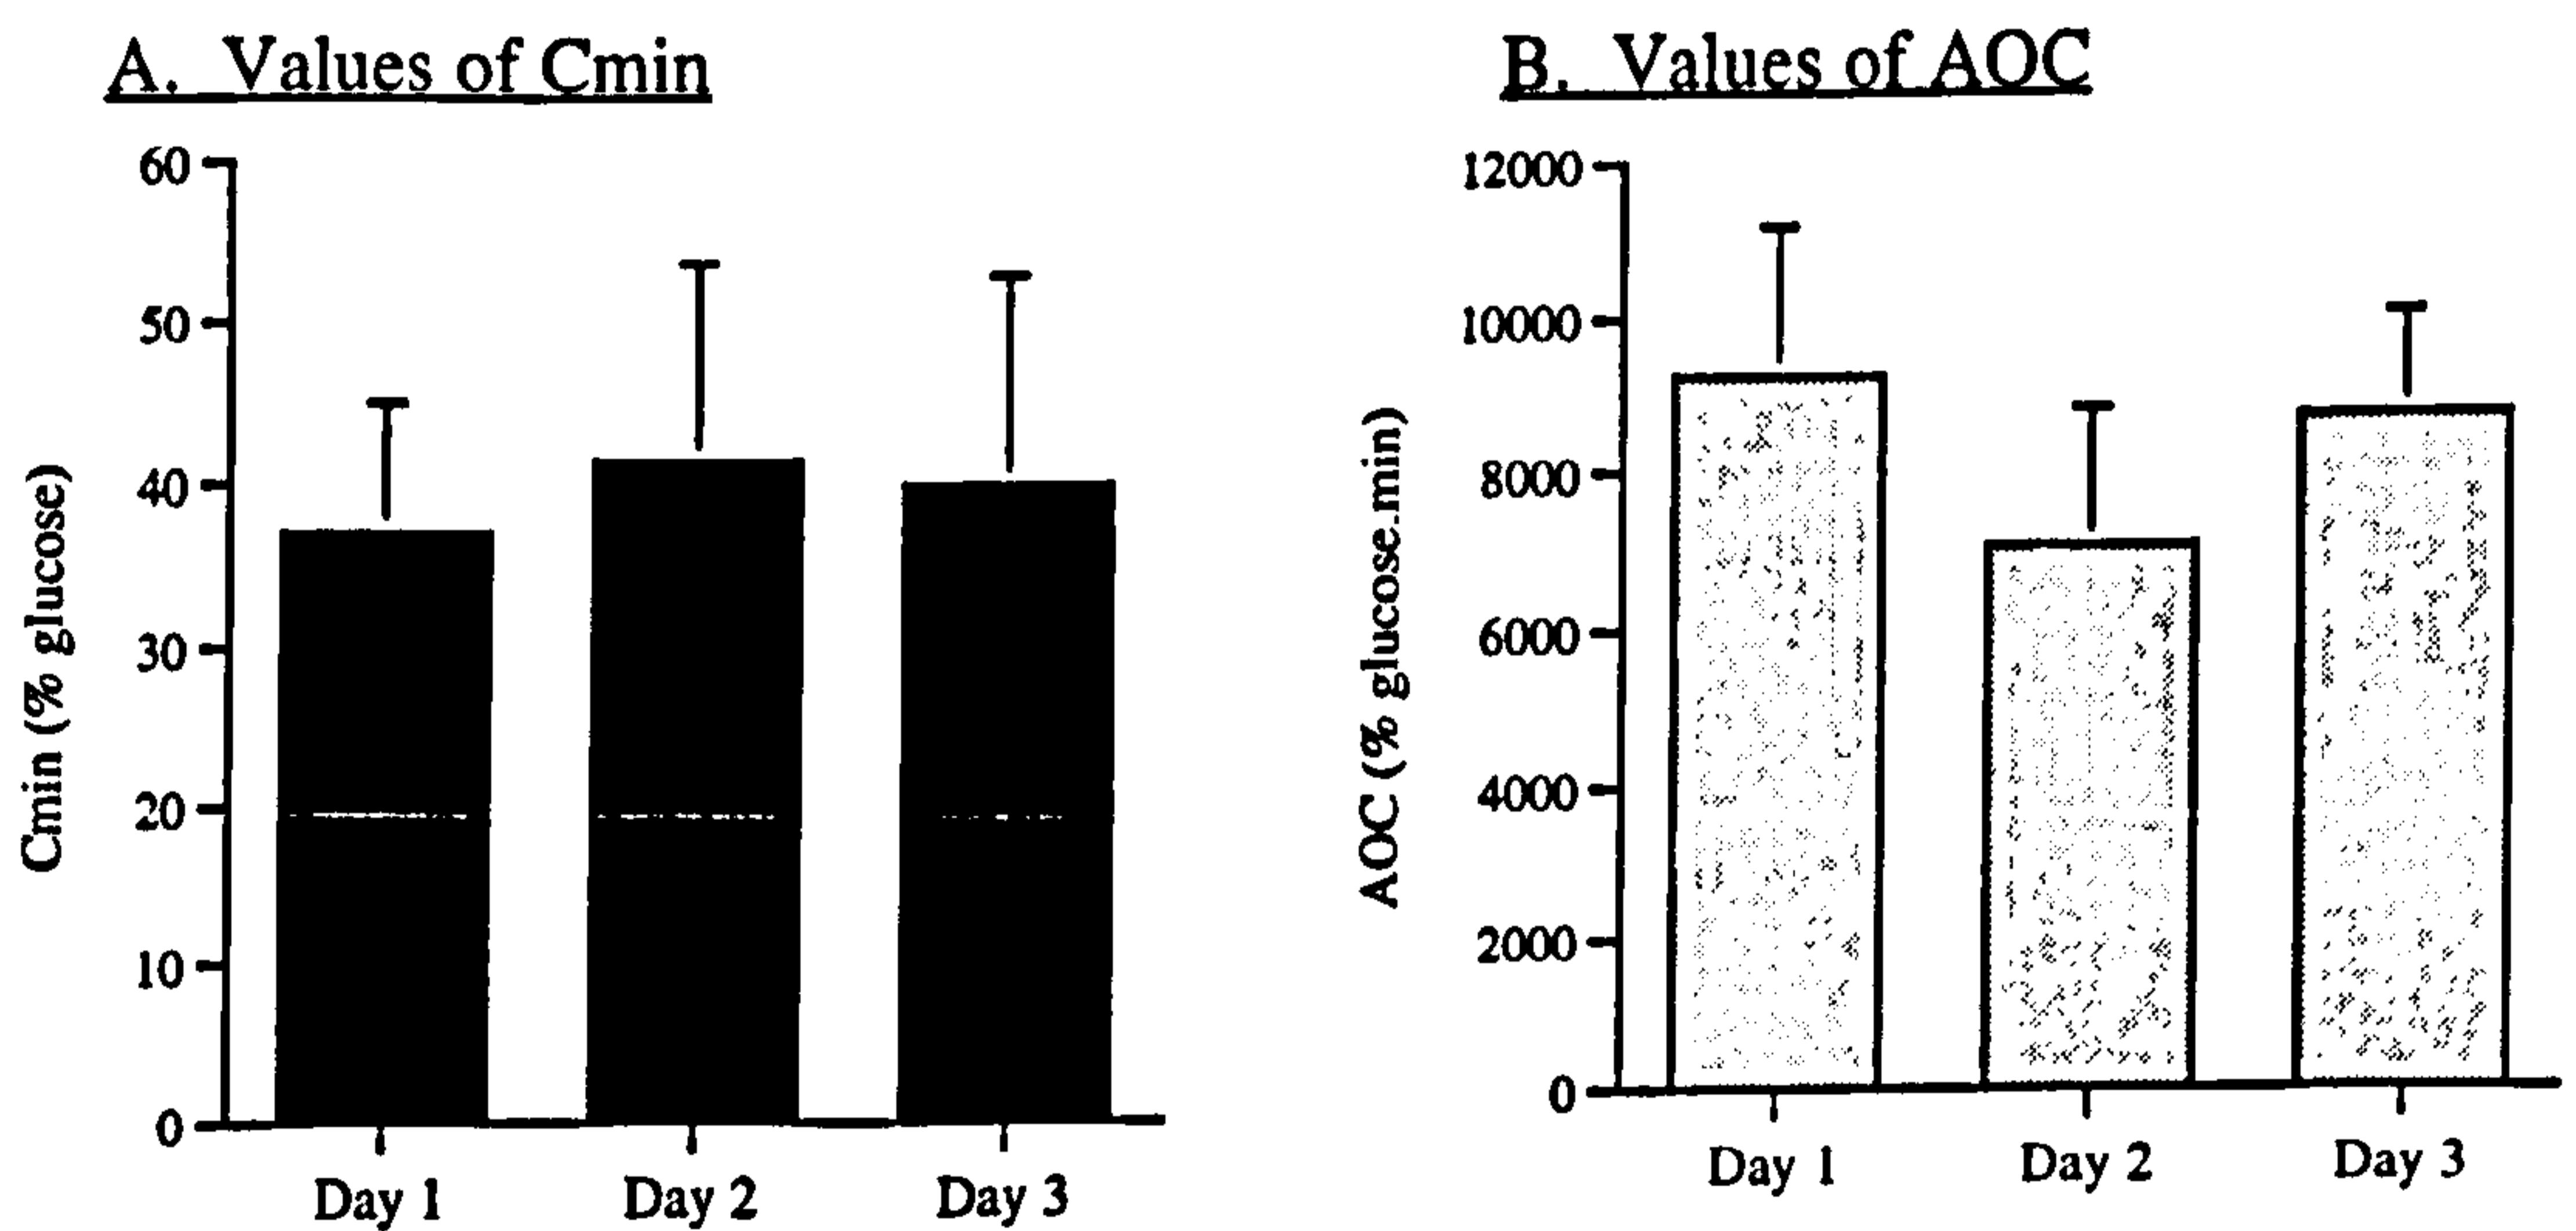 A. Values of Cmin
60
50
40
30
20
10
0
Cmin (% glucose)
Day 1
Day 2
Day 3
B. Values of AOC
12000
10000
8000
6000
4000
2000
0
AOC (% glucose.min)
Day 1
Day 2
Day 3